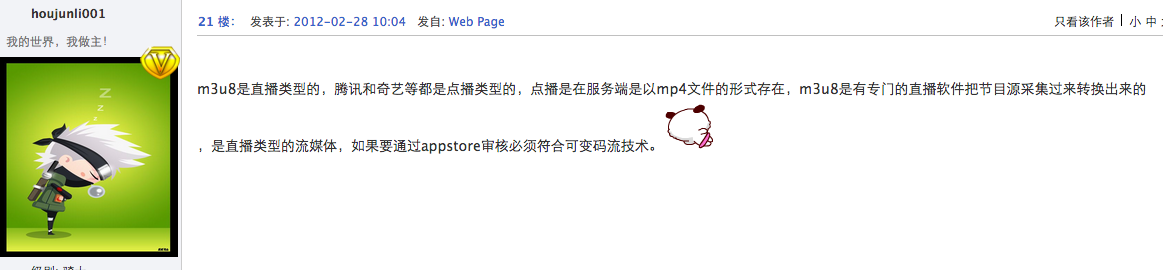 houjunli001
21 楼： 发表于: 2012-02-28 10:04 发自: Web Page
只看该作者 | 小 中
我的世界，我做主！
V
Z
z
z
m3u8是直播类型的，腾讯和奇艺等都是点播类型的，点播是在服务端是以mp4文件的形式存在，m3u8是有专门的直播软件把节目源采集过来转换出来的
，是直播类型的流媒体，如果要通过appstore审核必须符合可变码流技术。